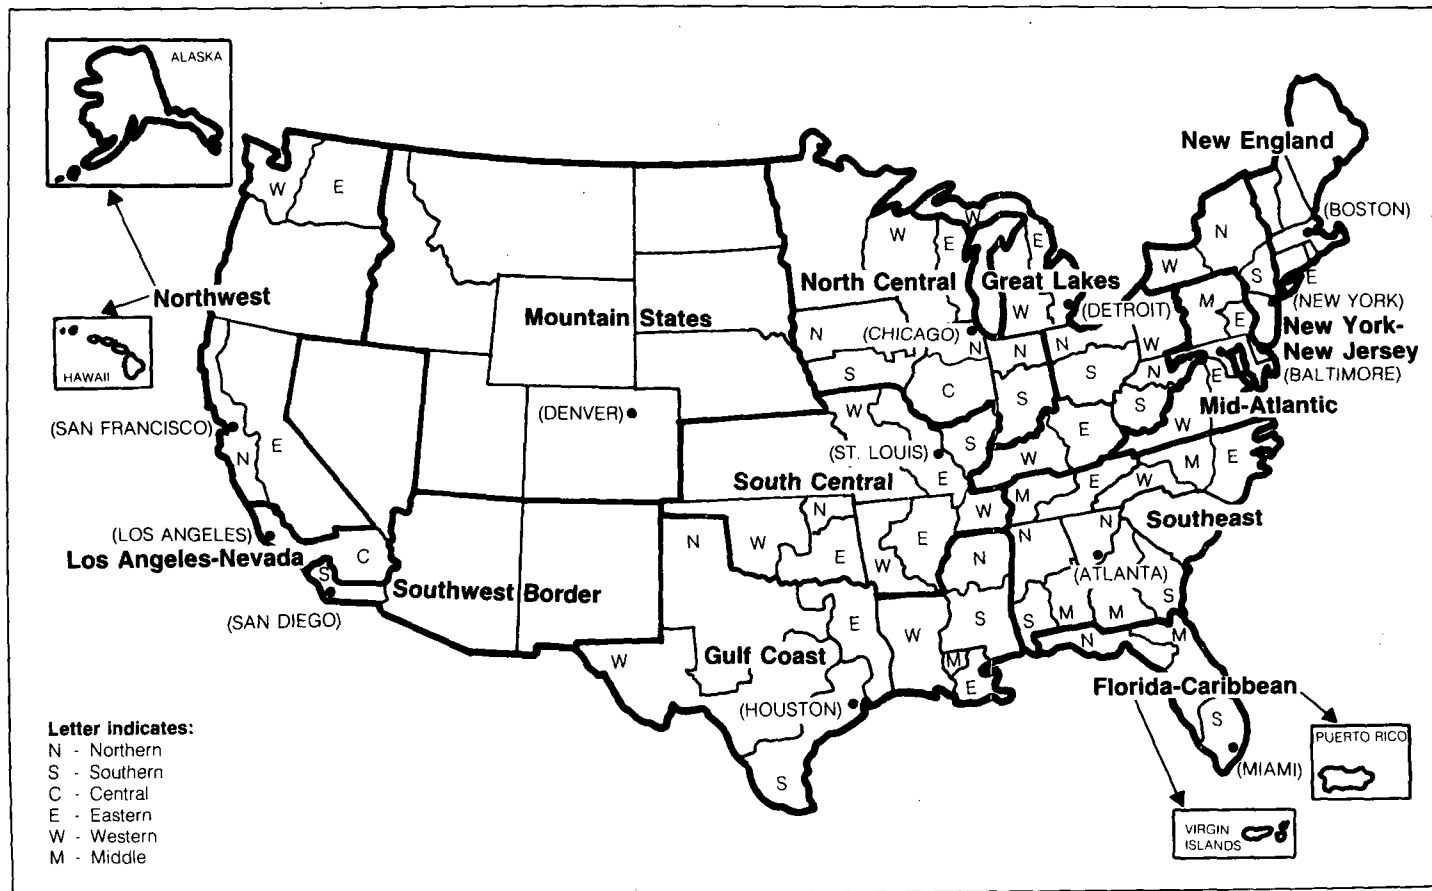 ALASKA
New England
W
E
(BOSTON)
N
W
W
E
E
W
S
E
North Central
Great Lakes
Northwest
M
(NEW YORK)
W
(DETROIT)
Mountain States
E
New York-
New Jersey
N
(CHICAGO)
N
N
N
W
HAWAII
S
S
N
E
(BALTIMORE)
C
S
S
Mid-Atlantic
(DENVER)
W
(SAN FRANCISCO)
E
S
E
W
N
(ST. LOUIS)
W
M
E
South Central
E
M
E
W
N
W
Southeast
(LOS ANGELES)
N
W
E
N
N
Los Angeles-Nevada
C
E
W
N
(ATLANTA)
S
Southwest Border
S
(SAN DIEGO)
E
S
S
M
M
W
N
M
W
Gulf Coast
M
E
Florida-Caribbean
(HOUSTON)
S
Letter indicates:
N - Northern
S - Southern
C - Central
E - Eastern
W - Western
M - Middle
PUERTO RICO
(MIAMI)
S
VIRGIN
ISLANDS